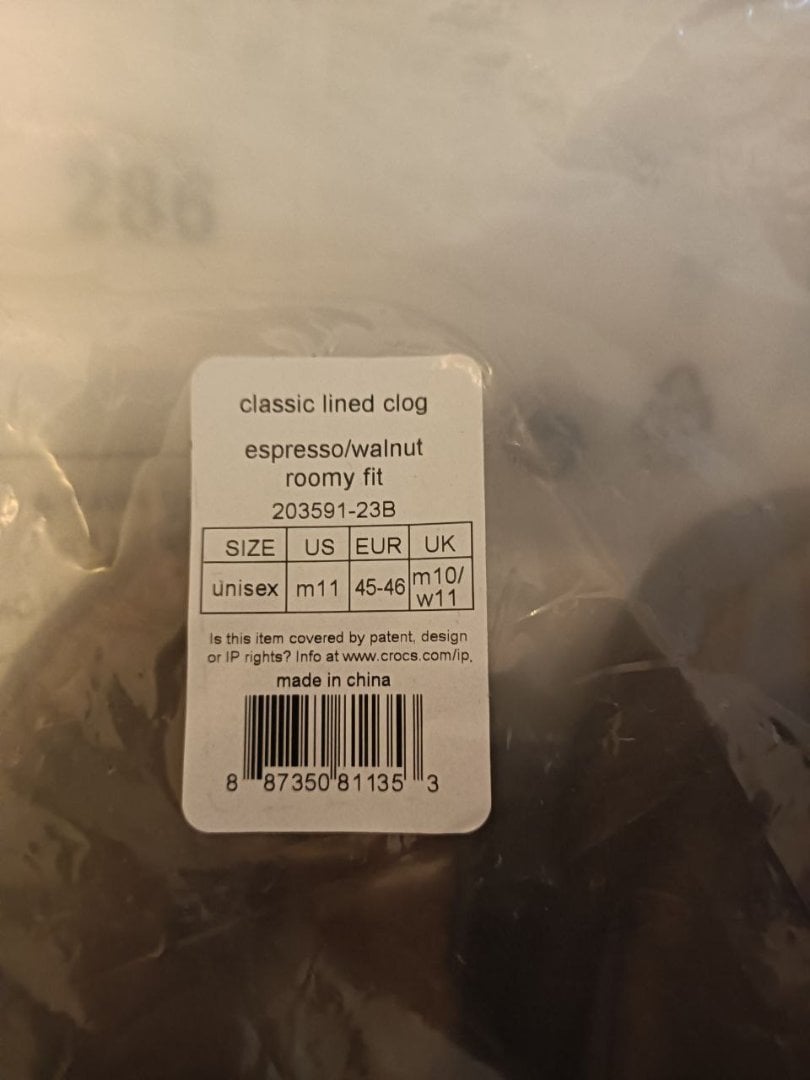 286
classic lined clog
espresso/walnut
roomy fit
203591-23B
SIZE US EUR UK
unisex m11 45-46 m10/
w11
Is this item covered by patent, design
or IP rights? Info at www.crocs.com/ip.
made in china
8 87350 81135 3